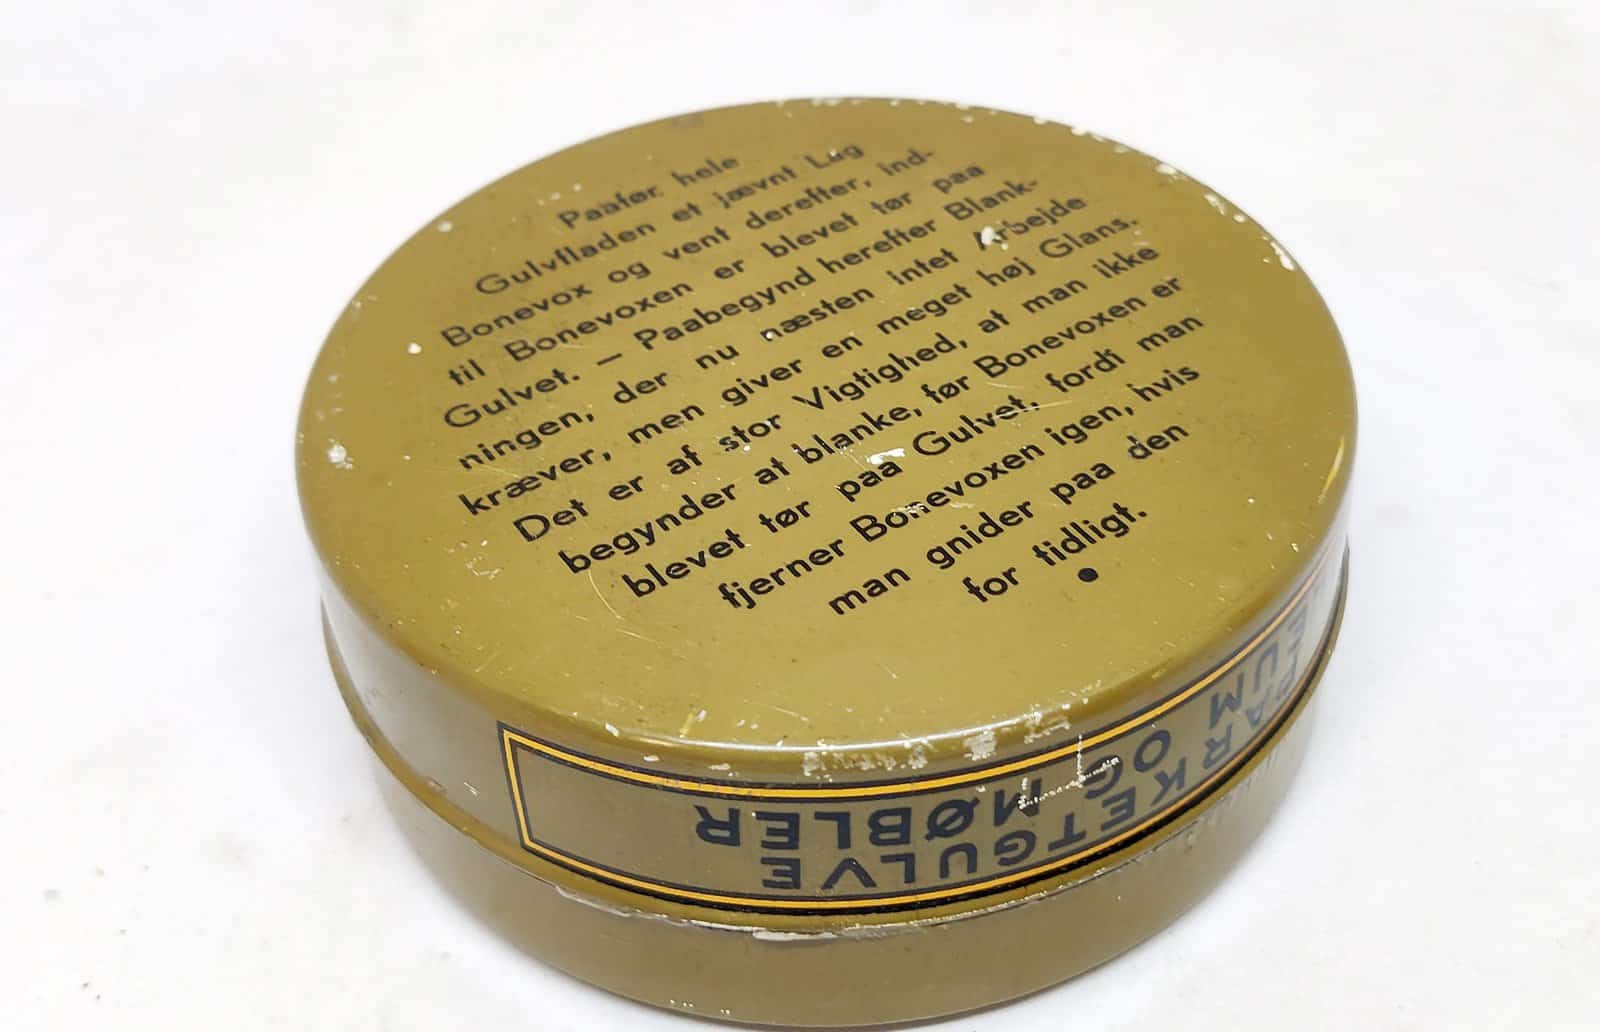 Paafør hele
Gulvfladen et jævnt Lag
Bonevox og vent derefter, ind-
til Bonevoxen er blevet tør paa
Gulvet. — Paabegynd herefter Blank-
ningen, der nu næsten intet Arbejde
kræver, men giver en meget høj Glans.
Det er af stor Vigtighed, at man ikke
begynder at blanke, før Bonevoxen er
blevet tør paa Gulvet, fordi man
fjerner Bonevoxen igen, hvis
man gnider paa den
for tidligt.
PARKETGULVE
UM OG MØBLER